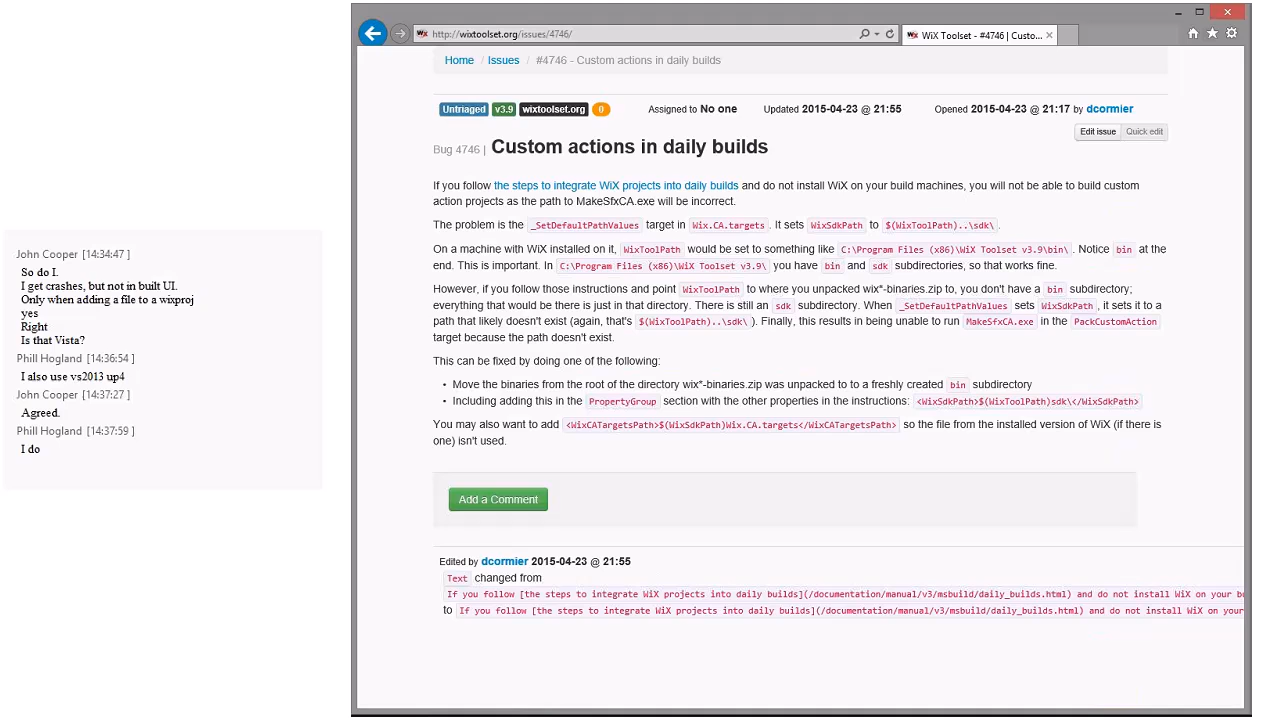 John Cooper [14:34:47 ]
So do I.
I get crashes, but not in built UI.
Only when adding a file to a wixproj
yes
Right
Is that Vista?
Phill Hogland [14:36:54 ]
I also use vs2013 up4
John Cooper [14:37:27 ]
Agreed.
Phill Hogland [14:37:59 ]
I do
http://wixtoolset.org/issues/4746/
WiX Toolset - #4746 | Custo...
Home / Issues / #4746 - Custom actions in daily builds
Untriaged v3.9 wixtoolset.org 0 Assigned to No one Updated 2015-04-23 @ 21:55 Opened 2015-04-23 @ 21:17 by dcormier
Edit issue Quick edit
Bug 4746 | Custom actions in daily builds
If you follow the steps to integrate WiX projects into daily builds and do not install WiX on your build machines, you will not be able to build custom
action projects as the path to MakeSfxCA.exe will be incorrect.
The problem is the _SetDefaultPathValues target in Wix.CA.targets. It sets WixSdkPath to $(WixToolPath)..\sdk\.
On a machine with WiX installed on it, WixToolPath would be set to something like C:\Program Files (x86)\WiX Toolset v3.9\bin\. Notice bin at the
end. This is important. In C:\Program Files (x86)\WiX Toolset v3.9\ you have bin and sdk subdirectories, so that works fine.
However, if you follow those instructions and point WixToolPath to where you unpacked wix*-binaries.zip to, you don't have a bin subdirectory;
everything that would be there is just in that directory. There is still an sdk subdirectory. When _SetDefaultPathValues sets WixSdkPath, it sets it to a
path that likely doesn't exist (again, that's $(WixToolPath)..\sdk\). Finally, this results in being unable to run MakeSfxCA.exe in the PackCustomAction
target because the path doesn't exist.
This can be fixed by doing one of the following:
• Move the binaries from the root of the directory wix*-binaries.zip was unpacked to to a freshly created bin subdirectory
• Including adding this in the PropertyGroup section with the other properties in the instructions: <WixSdkPath>$(WixToolPath)sdk\</WixSdkPath>
You may also want to add <WixCATargetsPath>$(WixSdkPath)Wix.CA.targets</WixCATargetsPath> so the file from the installed version of WiX (if there is
one) isn't used.
Add a Comment
Edited by dcormier 2015-04-23 @ 21:55
Text changed from
If you follow [the steps to integrate WiX projects into daily builds](/documentation/manual/v3/msbuild/daily_builds.html) and do not install WiX on your bu
to If you follow [the steps to integrate WiX projects into daily builds](/documentation/manual/v3/msbuild/daily_builds.html) and do not install WiX on your